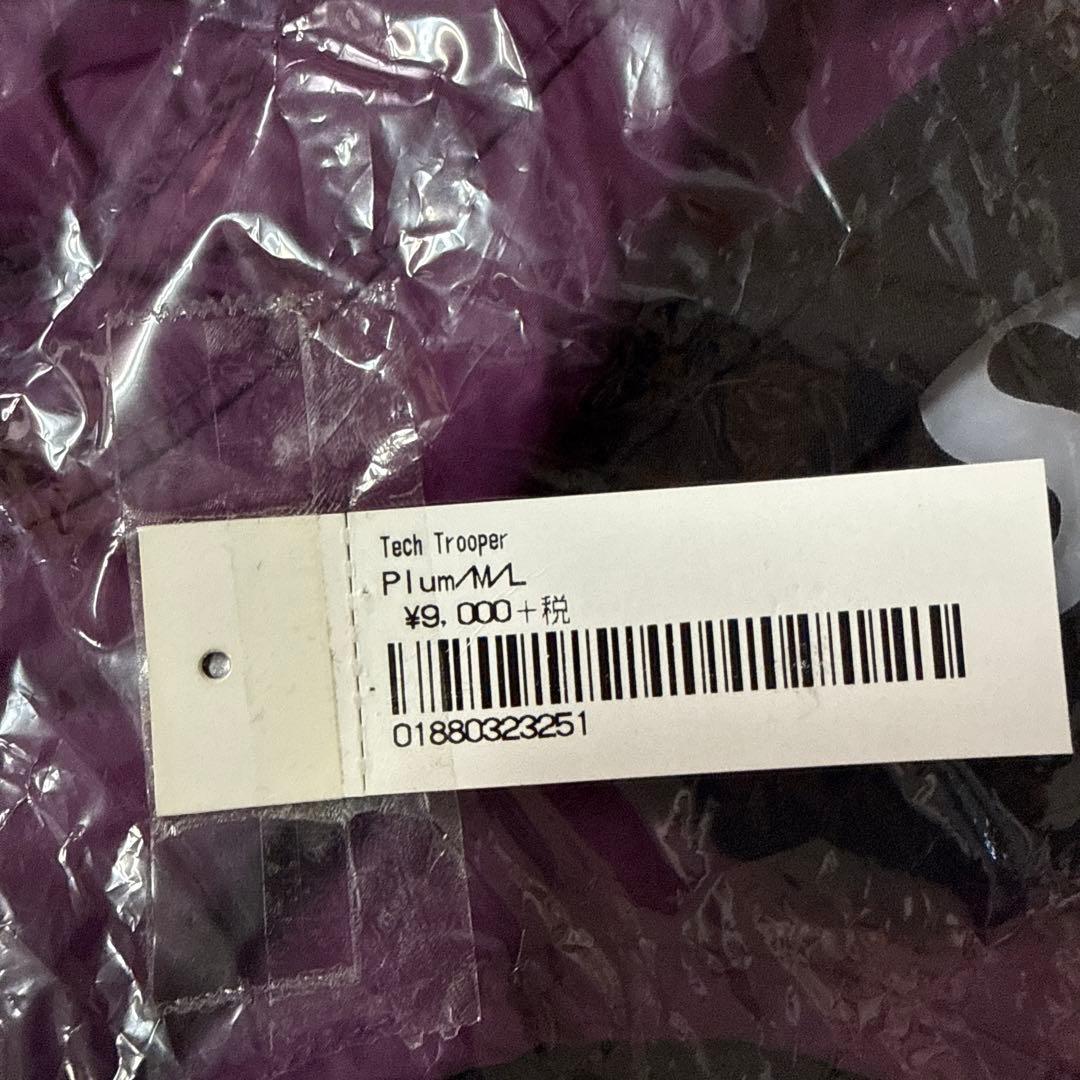 Tech Trooper
Plum/M/L
¥9,000+税
01880323251